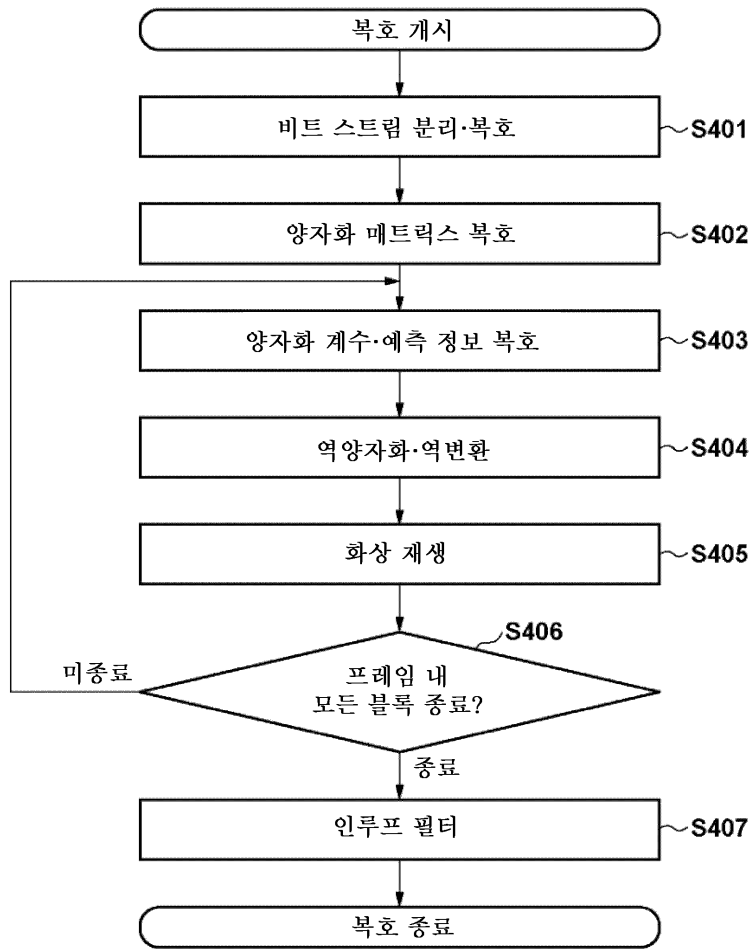 복호 개시
비트 스트림 분리·복호
S401
양자화 매트릭스 복호
S402
양자화 계수·예측 정보 복호
S403
역양자화·역변환
S404
화상 재생
S405
S406
프레임 내
모든 블록 종료?
미종료
종료
인루프 필터
S407
복호 종료